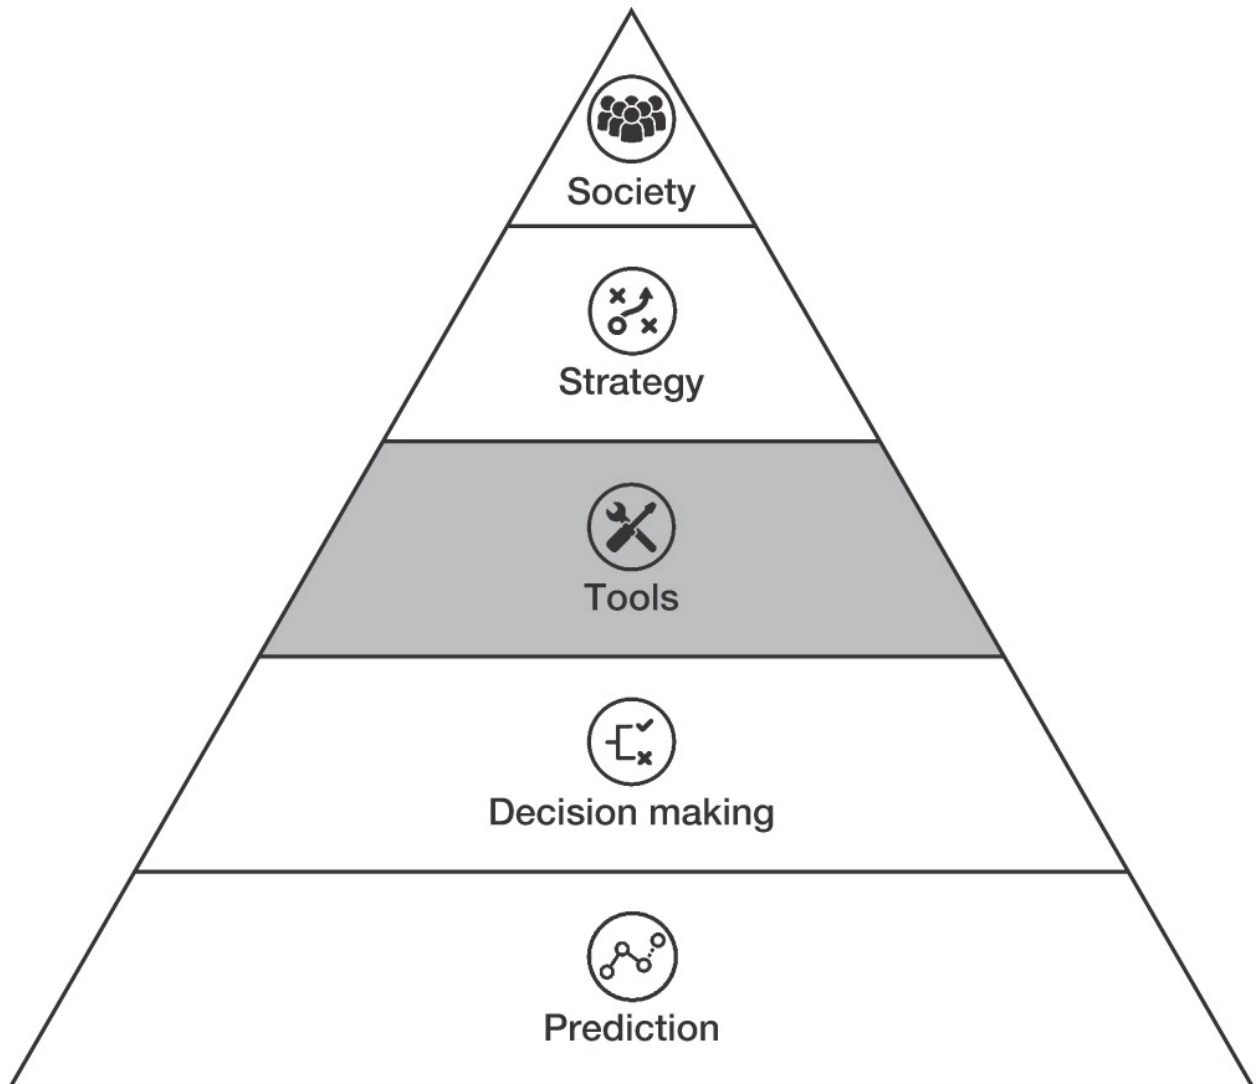 Society
Strategy
Tools
Decision making
Prediction